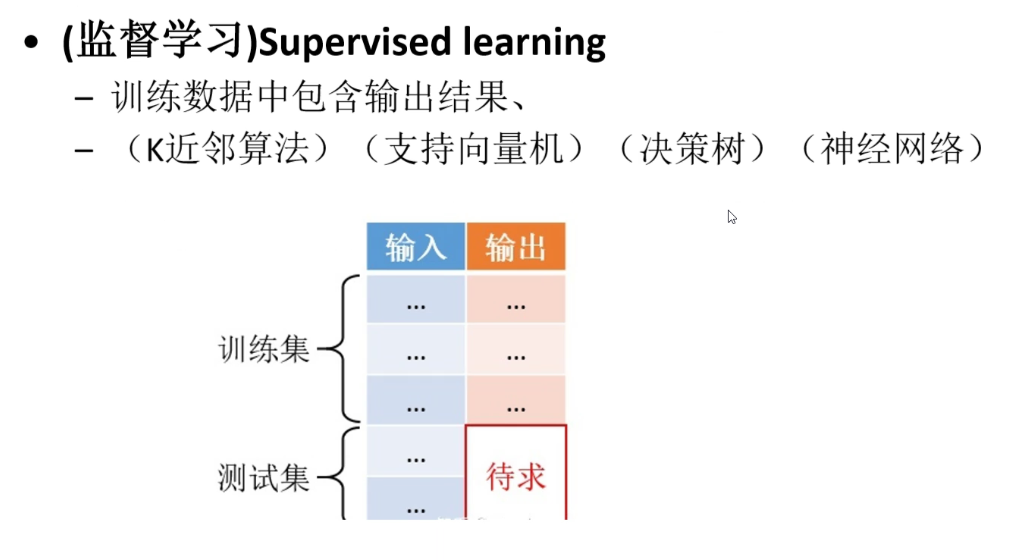 • (监督学习)Supervised learning
– 训练数据中包含输出结果、
– （K近邻算法）（支持向量机）（决策树）（神经网络）
输入 输出
... ...
训练集 ... ...
... ...
...
测试集 待求
...